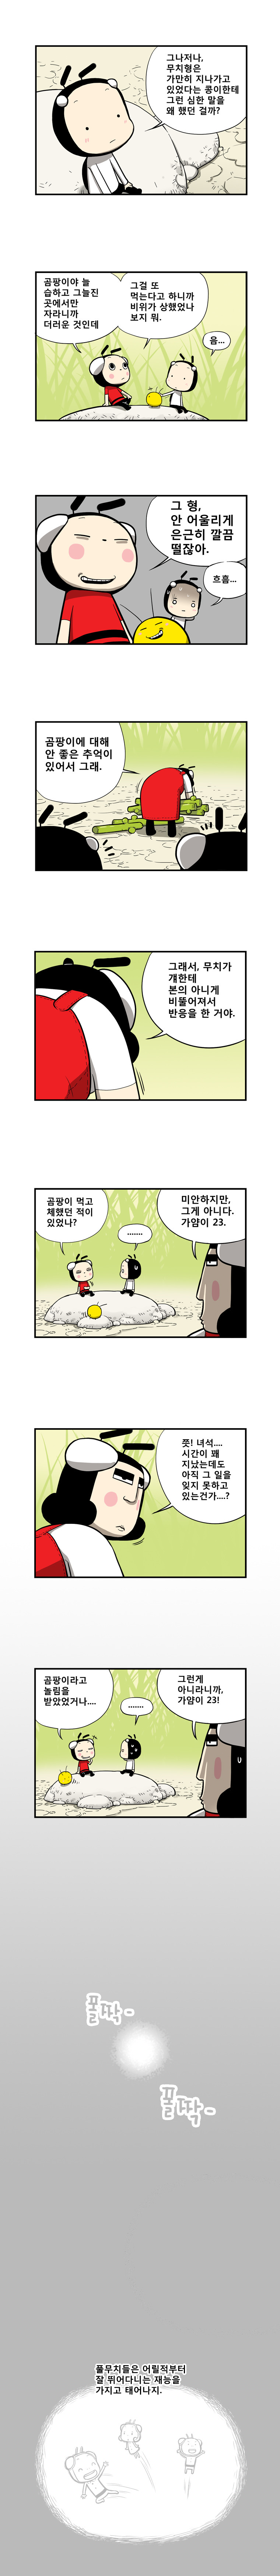 그나저나,
무치형은
가만히 지나가고
있었다는 콩이한테
그런 심한 말을
왜 했던 걸까?
곰팡이야 늘
습하고 그늘진
곳에서만
자라니까
더러운 것인데
그걸 또
먹는다고 하니까
비위가 상했었나
보지 뭐.
음...
그 형,
안 어울리게
은근히 깔끔
떨잖아.
흐흠...
곰팡이에 대해
안 좋은 추억이
있어서 그래.
그래서, 무치가
걔한테
본의 아니게
비뚤어져서
반응을 한 거야.
곰팡이 먹고
체했던 적이
있었나?
.......
미안하지만,
그게 아니다.
가얌이 23.
쯧! 녀석....
시간이 꽤
지났는데도
아직 그 일을
잊지 못하고
있는건가....?
곰팡이라고
놀림을
받았었거나....
.......
그런게
아니라니까,
가얌이 23!
폴짝-
폴짝-
풀무치들은 어릴적부터
잘 뛰어다니는 재능을
가지고 태어나지.